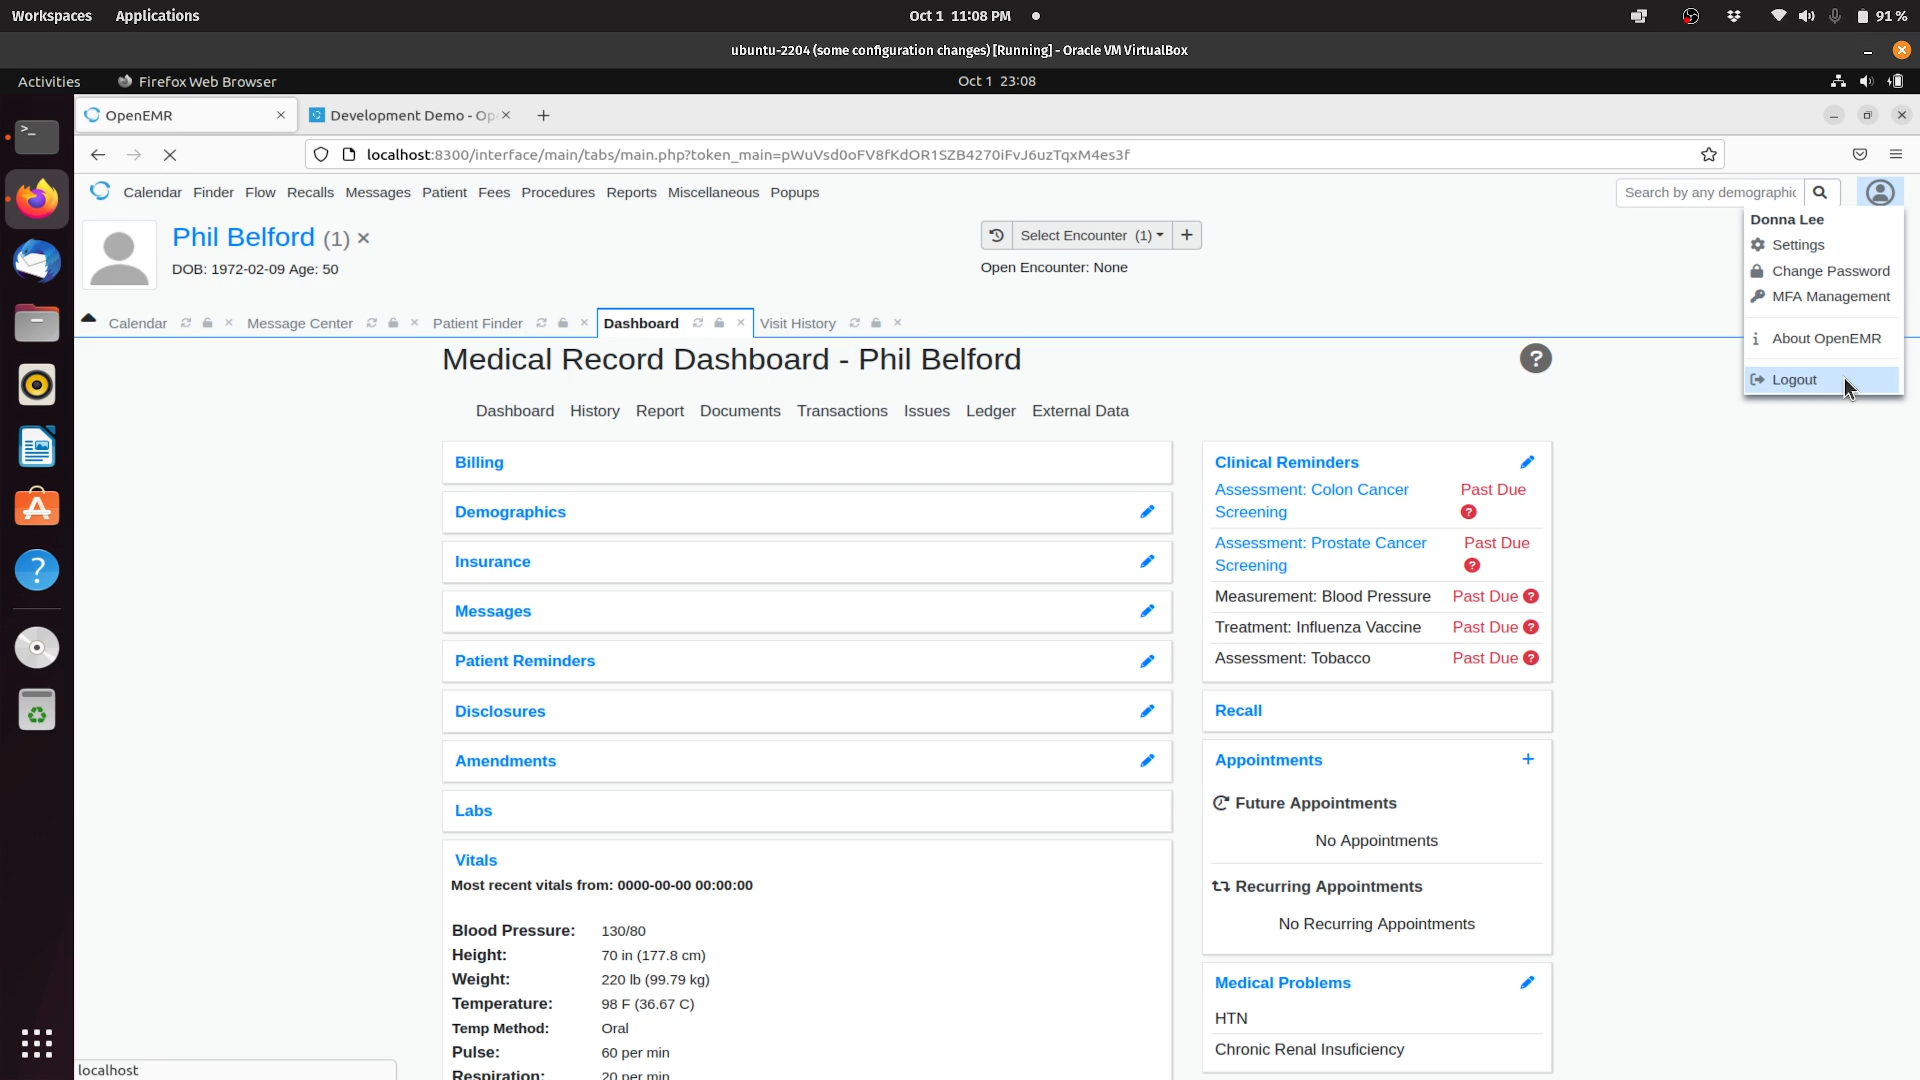 Workspaces Applications Oct 1 11:08 PM 91 %
ubuntu-2204 (some configuration changes) [Running] - Oracle VM VirtualBox
Activities Firefox Web Browser Oct 1 23:08
OpenEMR Development Demo - Op
localhost:8300/interface/main/tabs/main.php?token_main=pWuVsd0oFV8fKdOR1SZB4270iFvJ6uzTqxM4es3f
Calendar Finder Flow Recalls Messages Patient Fees Procedures Reports Miscellaneous Popups Search by any demographic
Donna Lee
Settings
Change Password
MFA Management
About OpenEMR
Logout
Phil Belford (1)
DOB: 1972-02-09 Age: 50
Select Encounter (1)
Open Encounter: None
Calendar Message Center Patient Finder Dashboard Visit History
Medical Record Dashboard - Phil Belford
Dashboard History Report Documents Transactions Issues Ledger External Data
Billing
Demographics
Insurance
Messages
Patient Reminders
Disclosures
Amendments
Labs
Vitals
Most recent vitals from: 0000-00-00 00:00:00
Blood Pressure: 130/80
Height: 70 in (177.8 cm)
Weight: 220 lb (99.79 kg)
Temperature: 98 F (36.67 C)
Temp Method: Oral
Pulse: 60 per min
Respiration: 20 per min
Clinical Reminders
Assessment: Colon Cancer Past Due
Screening
Assessment: Prostate Cancer Past Due
Screening
Measurement: Blood Pressure Past Due
Treatment: Influenza Vaccine Past Due
Assessment: Tobacco Past Due
Recall
Appointments
Future Appointments
No Appointments
Recurring Appointments
No Recurring Appointments
Medical Problems
HTN
Chronic Renal Insuficiency
localhost